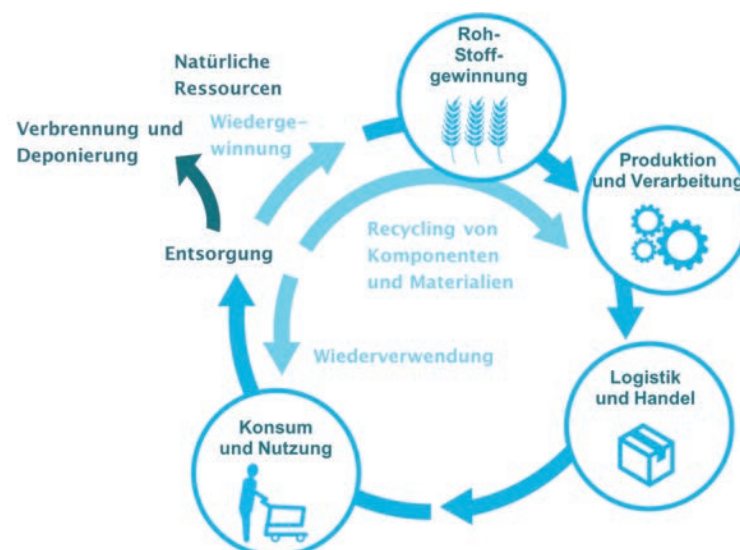 Roh-
Stoff-
gewinnung
Natürliche
Ressourcen
Wiederge-
winnung
Verbrennung und
Deponierung
Produktion
und Verarbeitung
Recycling von
Komponenten
und Materialien
Entsorgung
Wiederverwendung
Logistik
und Handel
Konsum
und Nutzung